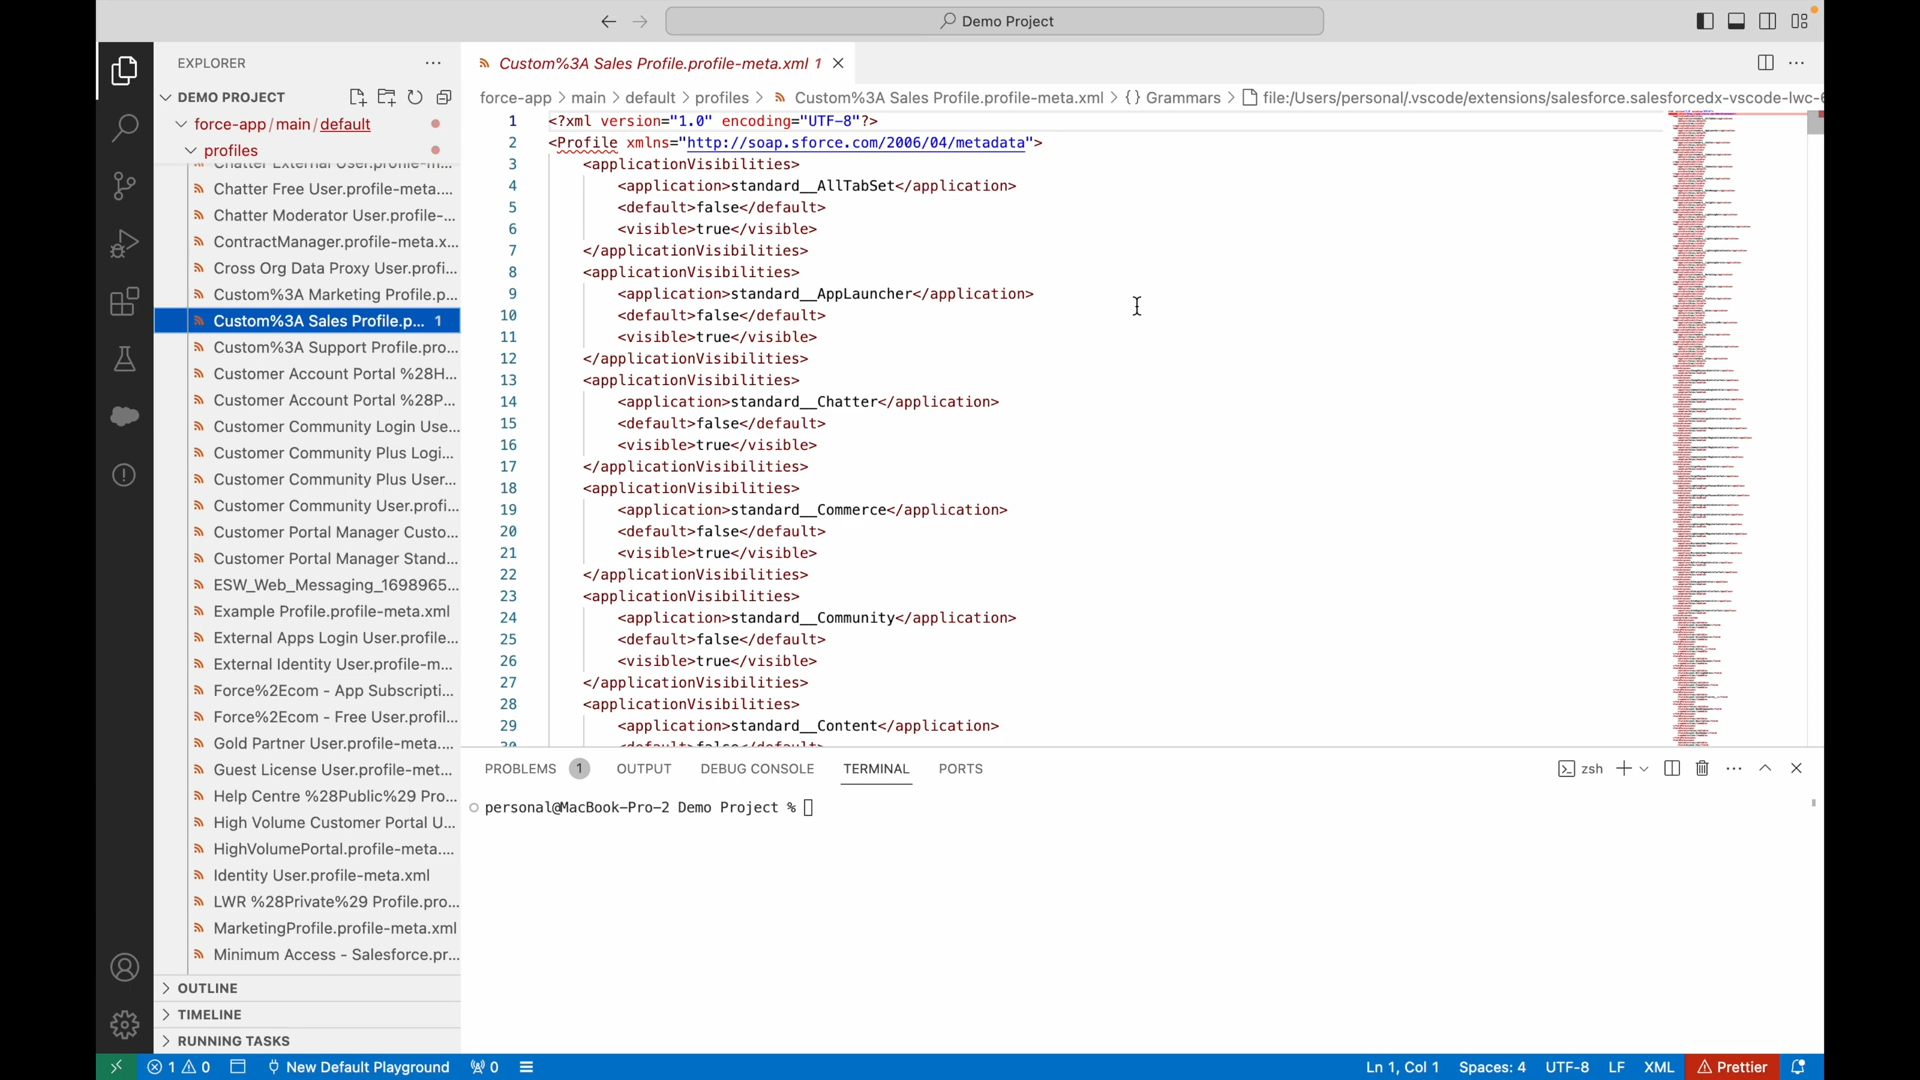 Demo Project
EXPLORER
DEMO PROJECT
force-app/main/default
profiles
Chatter Free User.profile-meta....
Chatter Moderator User.profile-...
ContractManager.profile-meta.x...
Cross Org Data Proxy User.profi...
Custom%3A Marketing Profile.p...
Custom%3A Sales Profile.p... 1
Custom%3A Support Profile.pro...
Customer Account Portal %28H...
Customer Account Portal %28P...
Customer Community Login Use...
Customer Community Plus Logi...
Customer Community Plus User...
Customer Community User.profi...
Customer Portal Manager Custo...
Customer Portal Manager Stand...
ESW_Web_Messaging_1698965...
Example Profile.profile-meta.xml
External Apps Login User.profile...
External Identity User.profile-m...
Force%2Ecom - App Subscripti...
Force%2Ecom - Free User.profil...
Gold Partner User.profile-meta....
Guest License User.profile-met...
Help Centre %28Public%29 Pro...
High Volume Customer Portal U...
HighVolumePortal.profile-meta....
Identity User.profile-meta.xml
LWR %28Private%29 Profile.pro...
MarketingProfile.profile-meta.xml
Minimum Access - Salesforce.pr...
OUTLINE
TIMELINE
RUNNING TASKS
Custom%3A Sales Profile.profile-meta.xml 1
force-app > main > default > profiles > Custom%3A Sales Profile.profile-meta.xml > {} Grammars > file:/Users/personal/.vscode/extensions/salesforce.salesforcedx-vscode-lwc-6
1 <?xml version="1.0" encoding="UTF-8"?>
2 <Profile xmlns="http://soap.sforce.com/2006/04/metadata">
3 <applicationVisibilities>
4 <application>standard__AllTabSet</application>
5 <default>false</default>
6 <visible>true</visible>
7 </applicationVisibilities>
8 <applicationVisibilities>
9 <application>standard__AppLauncher</application>
10 <default>false</default>
11 <visible>true</visible>
12 </applicationVisibilities>
13 <applicationVisibilities>
14 <application>standard__Chatter</application>
15 <default>false</default>
16 <visible>true</visible>
17 </applicationVisibilities>
18 <applicationVisibilities>
19 <application>standard__Commerce</application>
20 <default>false</default>
21 <visible>true</visible>
22 </applicationVisibilities>
23 <applicationVisibilities>
24 <application>standard__Community</application>
25 <default>false</default>
26 <visible>true</visible>
27 </applicationVisibilities>
28 <applicationVisibilities>
29 <application>standard__Content</application>
30 <default>false</default>
PROBLEMS 1 OUTPUT DEBUG CONSOLE TERMINAL PORTS zsh
personal@MacBook-Pro-2 Demo Project %
1 0 New Default Playground 0 Ln 1, Col 1 Spaces: 4 UTF-8 LF XML Prettier